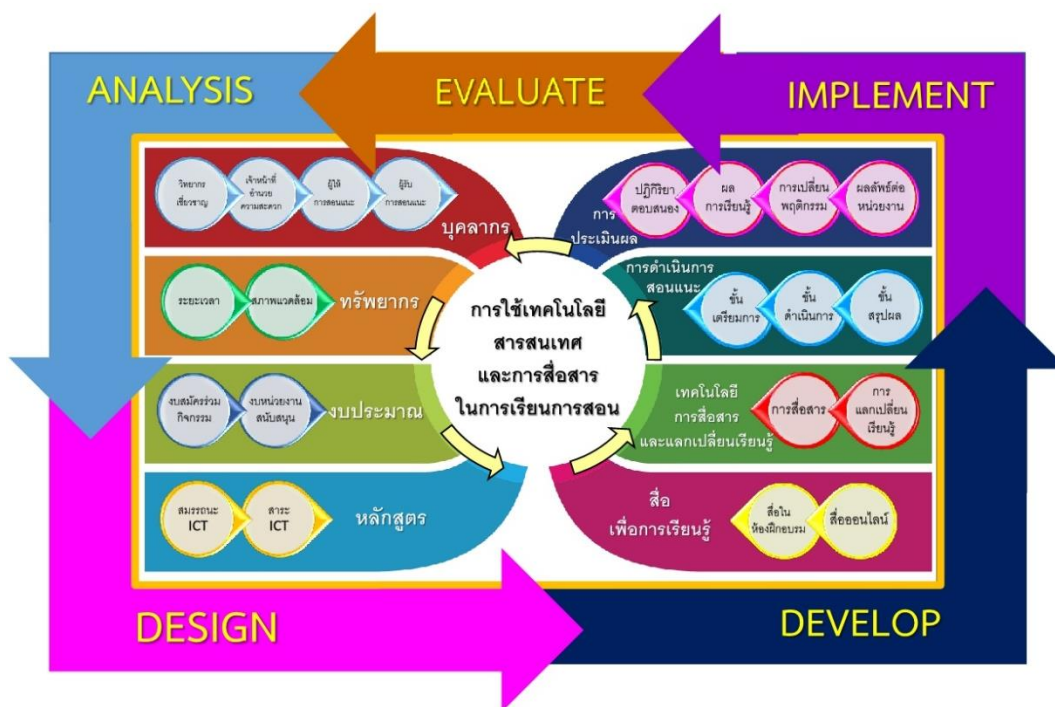 ANALYSIS
EVALUATE
IMPLEMENT
วิทยากร
เชี่ยวชาญ
เจ้าหน้าที่
อำนวย
ความสะดวก
ผู้ให้
การสอนแนะ
ผู้รับ
การสอนแนะ
บุคลากร
ปฏิกิริยา
ตอบสนอง
ผล
การเรียนรู้
การเปลี่ยน
พฤติกรรม
ผลลัพธ์ต่อ
หน่วยงาน
การ
ประเมินผล
ระยะเวลา
สภาพแวดล้อม
ทรัพยากร
การดำเนินการ
สอนแนะ
ขั้น
เตรียมการ
ขั้น
ดำเนินการ
ขั้น
สรุปผล
การใช้เทคโนโลยี
สารสนเทศ
และการสื่อสาร
ในการเรียนการสอน
งบสมัครร่วม
กิจกรรม
งบหน่วยงาน
สนับสนุน
งบประมาณ
เทคโนโลยี
การสื่อสาร
และแลกเปลี่ยนเรียนรู้
การสื่อสาร
การ
แลกเปลี่ยน
เรียนรู้
สมรรถนะ
ICT
สาระ
ICT
หลักสูตร
สื่อ
เพื่อการเรียนรู้
สื่อใน
ห้องฝึกอบรม
สื่อออนไลน์
DESIGN
DEVELOP